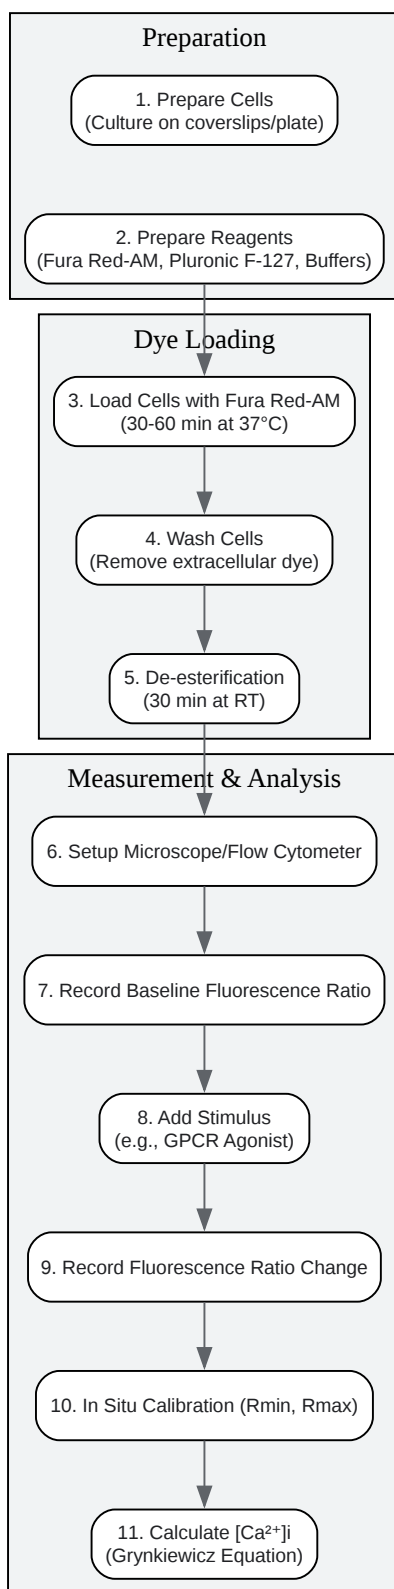 Preparation
1. Prepare Cells
(Culture on coverslips/plate)
2. Prepare Reagents
(Fura Red-AM, Pluronic F-127, Buffers)
Dye Loading
3. Load Cells with Fura Red-AM
(30-60 min at 37°C)
4. Wash Cells
(Remove extracellular dye)
5. De-esterification
(30 min at RT)
Measurement & Analysis
6. Setup Microscope/Flow Cytometer
7. Record Baseline Fluorescence Ratio
8. Add Stimulus
(e.g., GPCR Agonist)
9. Record Fluorescence Ratio Change
10. In Situ Calibration (Rmin, Rmax)
11. Calculate [Ca²⁺]i
(Grynkiewicz Equation)